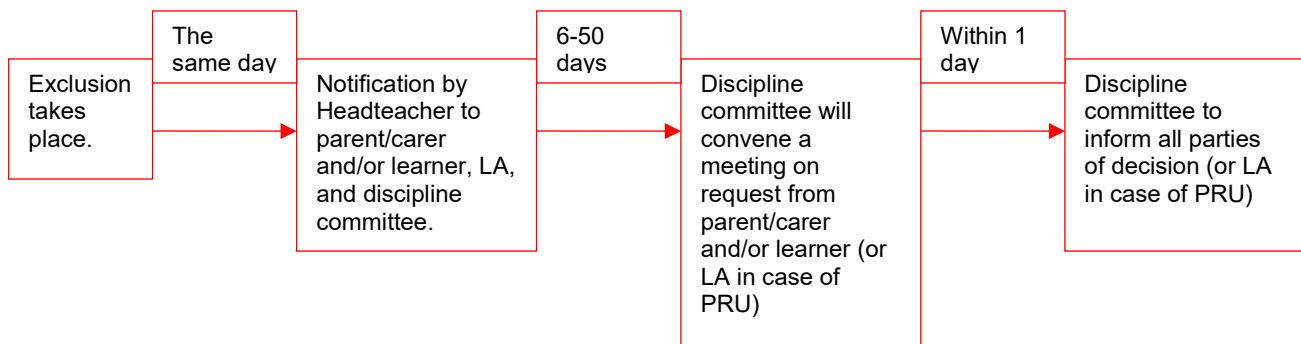 Exclusion
takes
place.
The
same day
Notification by
Headteacher to
parent/carer
and/or learner, LA,
and discipline
committee.
6-50
days
Discipline
committee will
convene a
meeting on
request from
parent/carer
and/or learner (or
LA in case of
PRU)
Within 1
day
Discipline
committee to
inform all parties
of decision (or LA
in case of PRU)